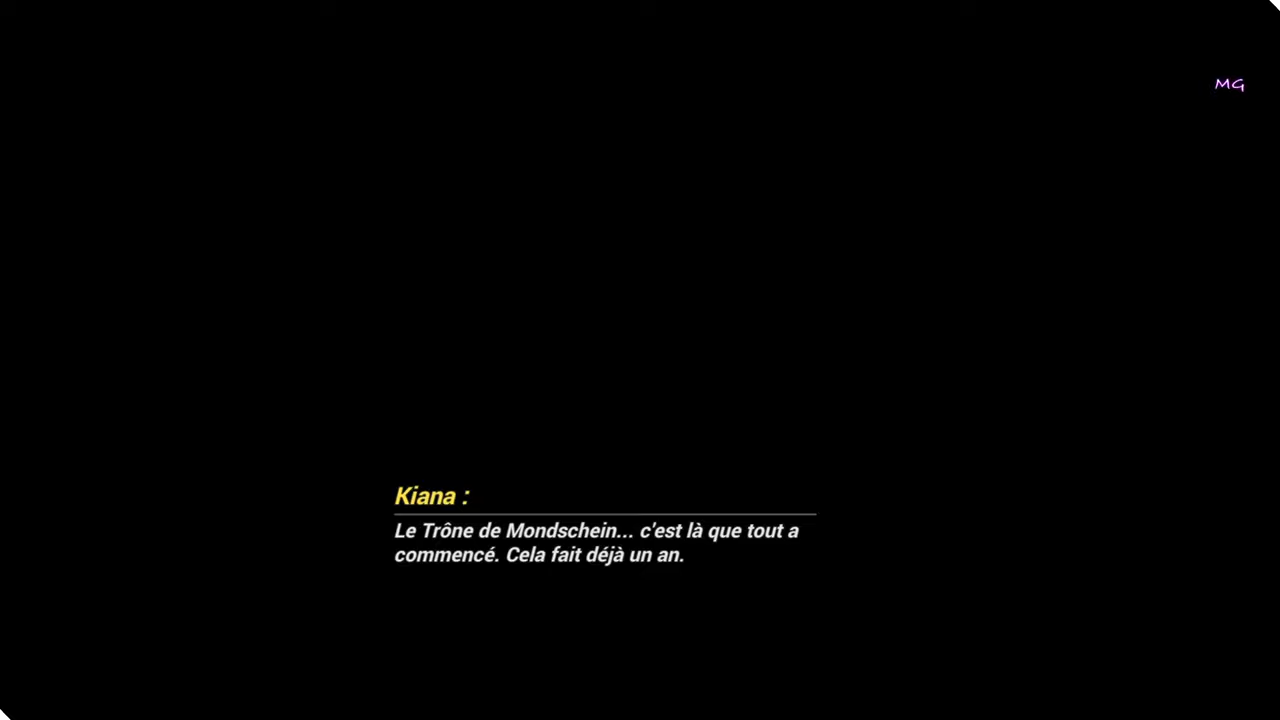 MG
Kiana :
Le Trône de Mondschein... c'est là que tout a
commencé. Cela fait déjà un an.